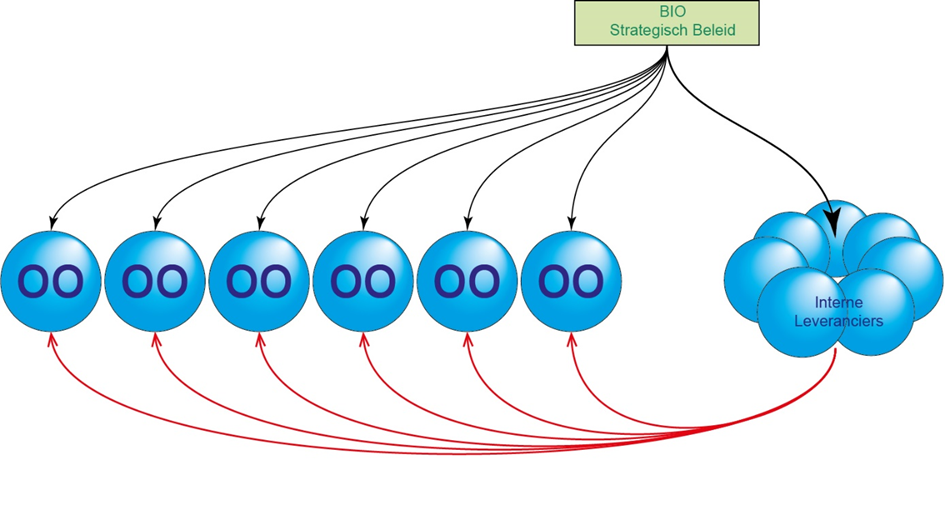 BIO
Strategisch Beleid
OO OO OO OO OO OO
Interne
Leveranciers